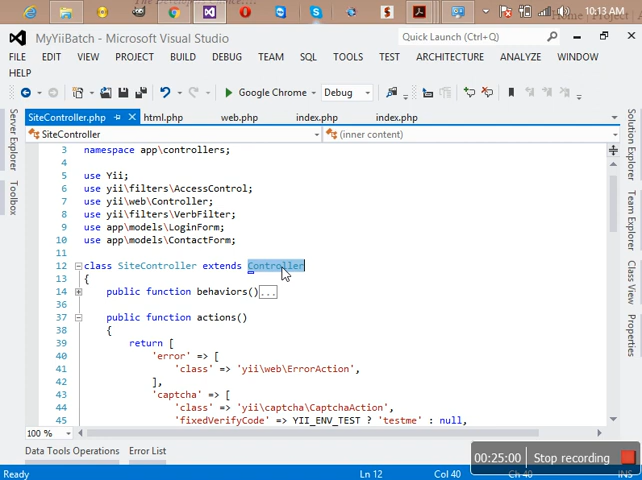 10:13 AM
Home | Project | A
MyYiiBatch - Microsoft Visual Studio
Quick Launch (Ctrl+Q)
FILE EDIT VIEW PROJECT BUILD DEBUG TEAM SQL TOOLS TEST ARCHITECTURE ANALYZE WINDOW
HELP
Google Chrome
Debug
SiteController.php html.php web.php index.php index.php
SiteController
(inner content)
Server Explorer
Toolbox
Solution Explorer
Team Explorer
Class View
Properties
3 namespace app\controllers;
4
5 use Yii;
6 use yii\filters\AccessControl;
7 use yii\web\Controller;
8 use yii\filters\VerbFilter;
9 use app\models\LoginForm;
10 use app\models\ContactForm;
11
12 class SiteController extends Controller
13 {
14 public function behaviors()...
36
37 public function actions()
38 {
39 return [
40 'error' => [
41 'class' => 'yii\web\ErrorAction',
42 ],
43 'captcha' => [
44 'class' => 'yii\captcha\CaptchaAction',
45 'fixedVerifyCode' => YII_ENV_TEST ? 'testme' : null,
100 %
Data Tools Operations Error List
00:25:00 Stop recording
Ready Ln 12 Col 40 Ch 40 INS